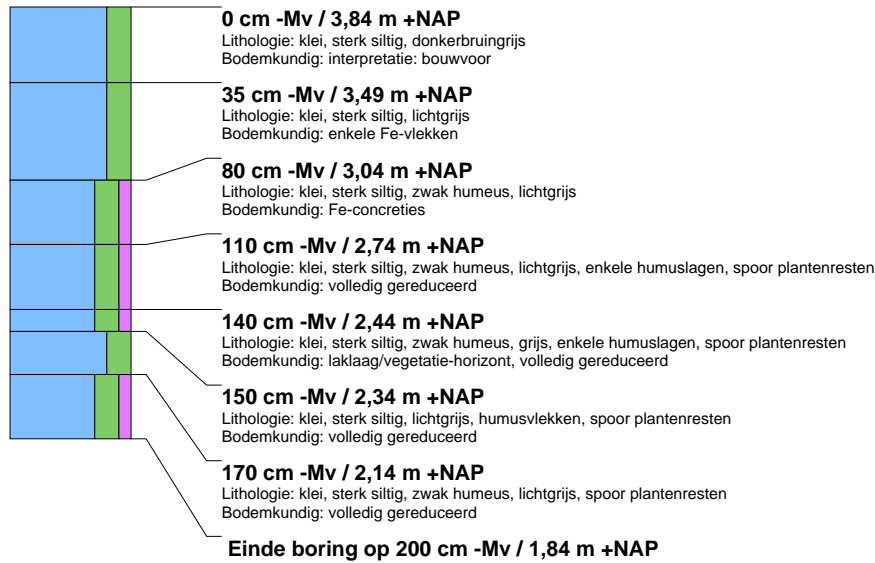 0 cm -Mv / 3,84 m +NAP
Lithologie: klei, sterk siltig, donkerbruingrijs
Bodemkundig: interpretatie: bouwvoor
35 cm -Mv / 3,49 m +NAP
Lithologie: klei, sterk siltig, lichtgrijs
Bodemkundig: enkele Fe-vlekken
80 cm -Mv / 3,04 m +NAP
Lithologie: klei, sterk siltig, zwak humeus, lichtgrijs
Bodemkundig: Fe-concreties
110 cm -Mv / 2,74 m +NAP
Lithologie: klei, sterk siltig, zwak humeus, lichtgrijs, enkele humuslagen, spoor plantenresten
Bodemkundig: volledig gereduceerd
140 cm -Mv / 2,44 m +NAP
Lithologie: klei, sterk siltig, zwak humeus, grijs, enkele humuslagen, spoor plantenresten
Bodemkundig: laklaag/vegetatie-horizont, volledig gereduceerd
150 cm -Mv / 2,34 m +NAP
Lithologie: klei, sterk siltig, lichtgrijs, humusvlekken, spoor plantenresten
Bodemkundig: volledig gereduceerd
170 cm -Mv / 2,14 m +NAP
Lithologie: klei, sterk siltig, zwak humeus, lichtgrijs, spoor plantenresten
Bodemkundig: volledig gereduceerd
Einde boring op 200 cm -Mv / 1,84 m +NAP